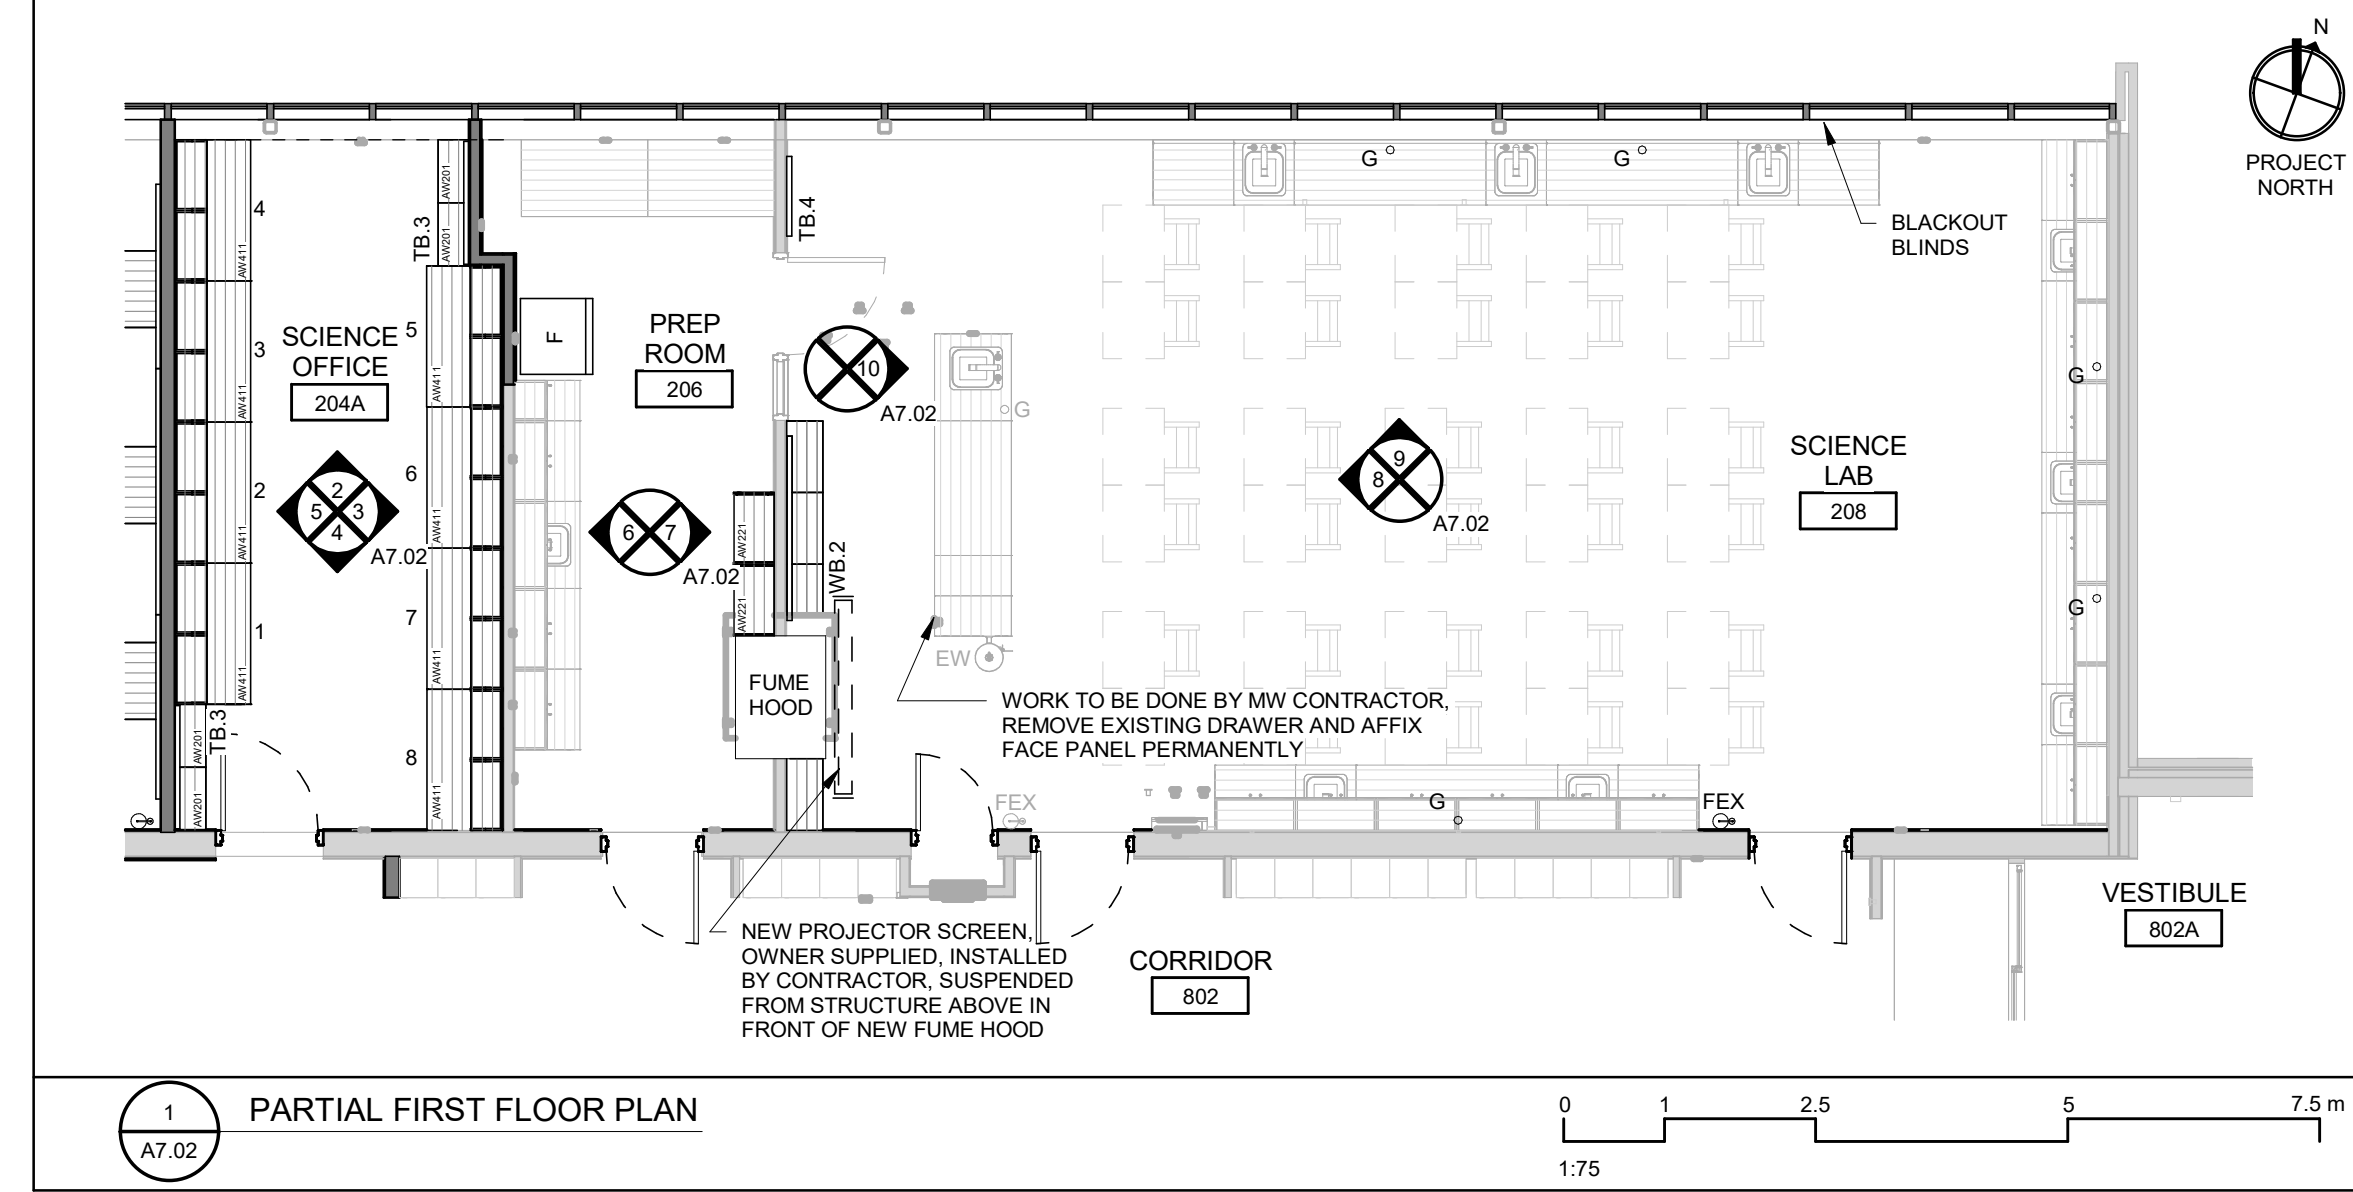 N
PROJECT
NORTH
G
G
TB.4
AW201
AW201
TB.3
BLACKOUT
BLINDS
4
AW411
SCIENCE
OFFICE
204A
3
AW411
5
AW411
F
PREP
ROOM
206
10
A7.02
G
G
SCIENCE
LAB
208
9
8
A7.02
2
AW411
2
5
3
4
A7.02
6
AW411
6
7
A7.02
AW221
AW221
WB.2
1
AW411
7
AW411
G
EW
FUME
HOOD
WORK TO BE DONE BY MW CONTRACTOR,
REMOVE EXISTING DRAWER AND AFFIX
FACE PANEL PERMANENTLY
TB.3
AW201
AW201
8
AW411
FEX
G
FEX
NEW PROJECTOR SCREEN,
OWNER SUPPLIED, INSTALLED
BY CONTRACTOR, SUSPENDED
FROM STRUCTURE ABOVE IN
FRONT OF NEW FUME HOOD
CORRIDOR
802
VESTIBULE
802A
1
A7.02
PARTIAL FIRST FLOOR PLAN
0 1 2.5 5 7.5 m
1:75